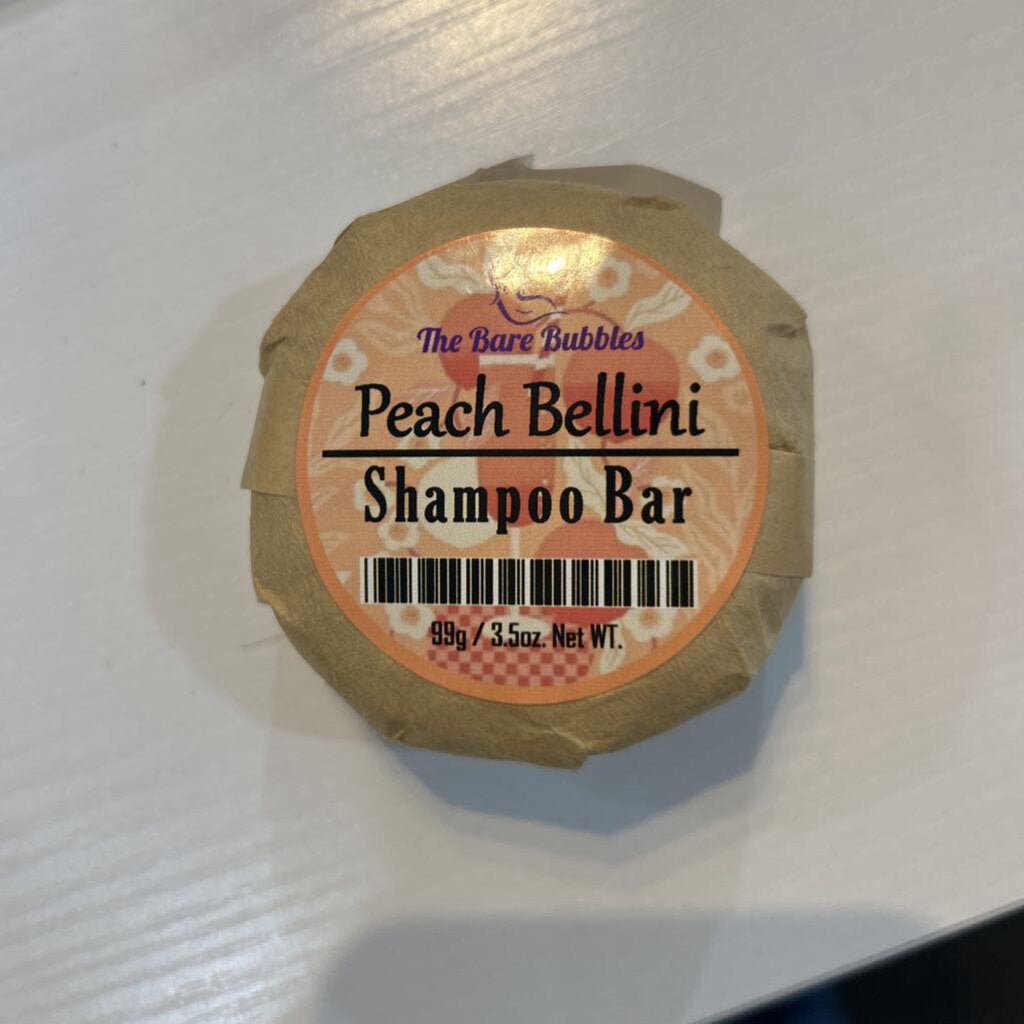 The Bare Bubbles
Peach Bellini
Shampoo Bar
99g / 3.5oz. Net WT.